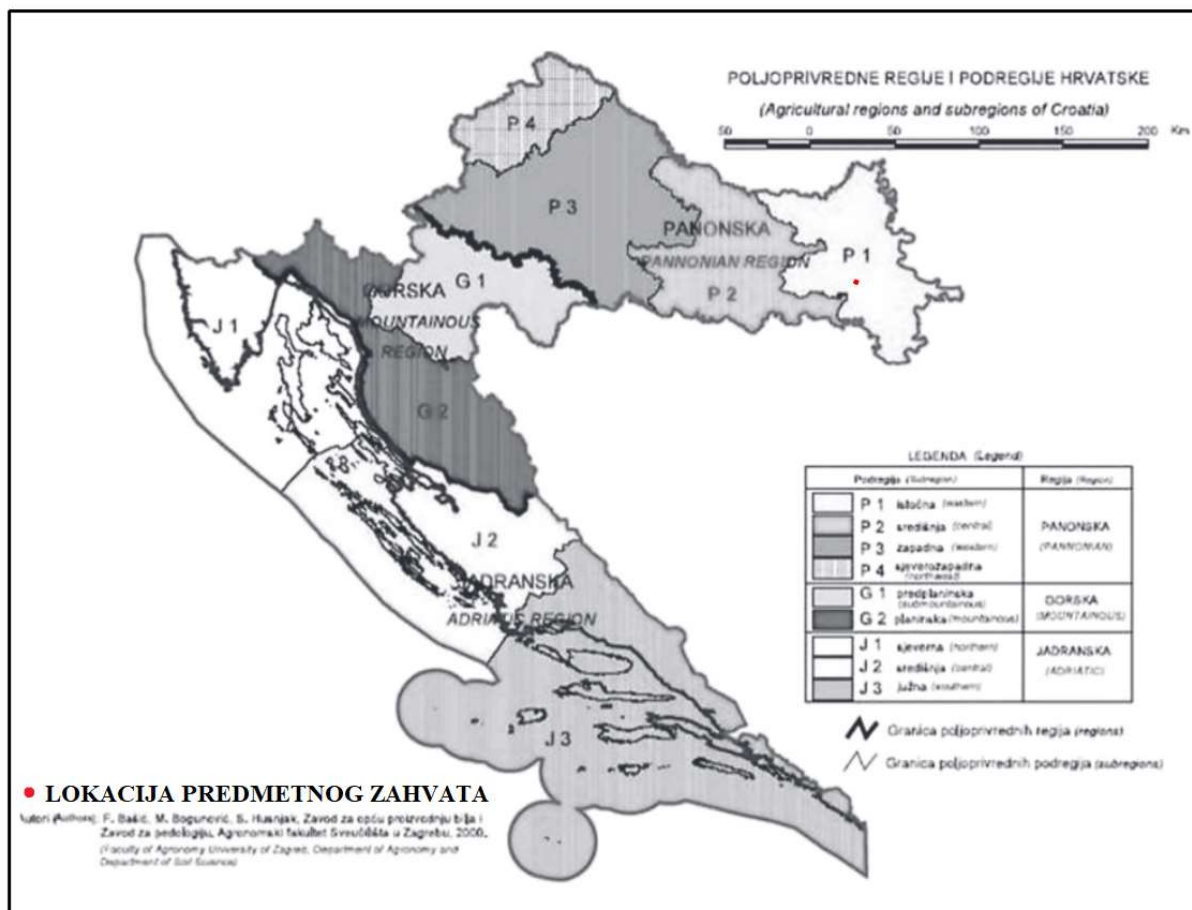 POLJOPRIVREDNE REGIJE I PODREGIJE HRVATSKE
(Agricultural regions and subregions of Croatia)
50 0 50 100 150 200 Km
P 4
P 3
PANONSKA
PANNONIAN REGION
P 2
P 1
G 1
GORSKA
MOUNTAINOUS
REGION
G 2
J 1
J 2
JADRANSKA
ADRIATIC REGION
J 3
LEGENDA (Legend)
Podregija (Subregion) Regija (Region)
P 1 istočna
P 2 središnja (central)
P 3 zapadna (western)
P 4 sjeverozapadna (northwest)
PANONSKA
(PANNONIAN)
G 1 predplaninska (submountainous)
G 2 planinska (mountainous)
GORSKA
(MOUNTAINOUS)
J 1 sjeverna (northern)
J 2 središnja (central)
J 3 južna (southern)
JADRANSKA
(ADRIATIC)
Granica poljoprivrednih regija (regions)
Granica poljoprivrednih podregija (subregions)
LOKACIJA PREDMETNOG ZAHVATA
Autori (Authors): F. Bašić, M. Bogunović, S. Husnjak, Zavod za opću proizvodnju bilja i
Zavod za pedologiju, Agronomski fakultet Sveučilišta u Zagrebu, 2000.
(Faculty of Agronomy University of Zagreb, Department of Agronomy and
Department of Soil Science)